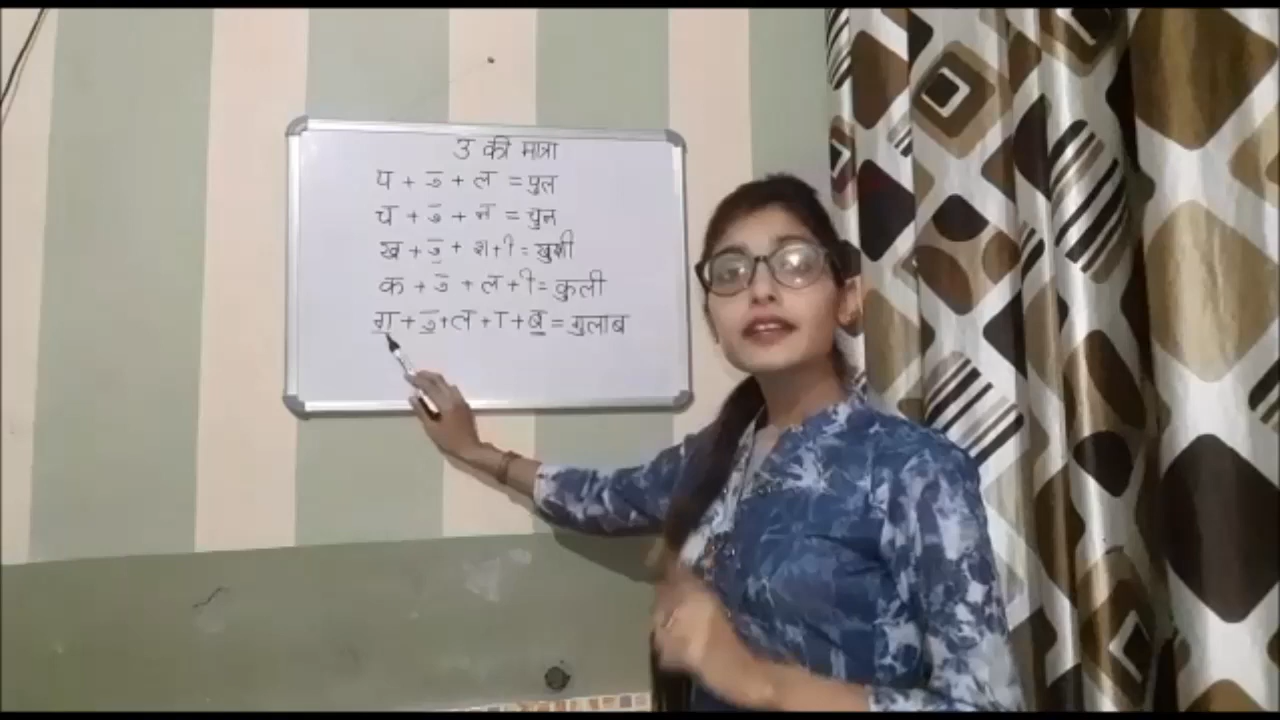 उ की मात्रा
प + ु + ल = पुल
च + ु + न = चुन
ख + ु + श + ी = खुशी
क + ु + ल + ी = कुली
ग + ु + ल + ा + ब = गुलाब